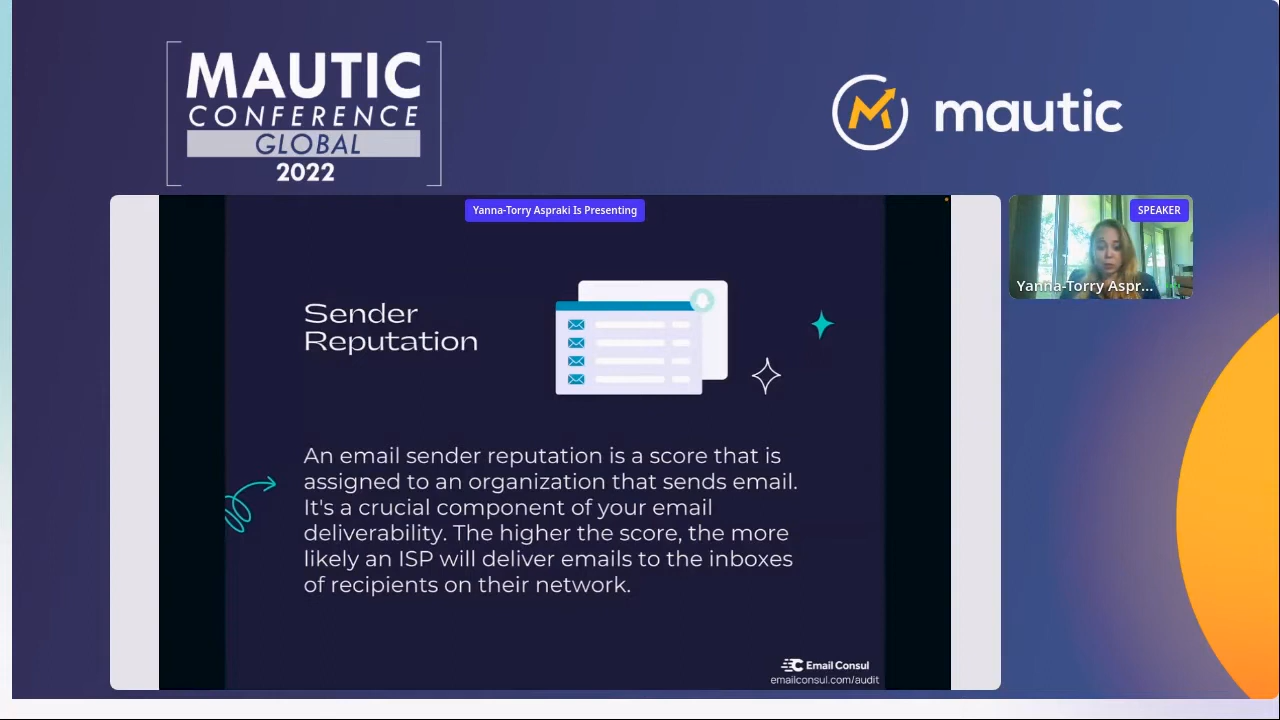 MAUTIC
CONFERENCE
GLOBAL
2022
mautic
Yanna-Torry Aspraki Is Presenting
SPEAKER
Yanna-Torry Aspr...
Sender
Reputation
An email sender reputation is a score that is
assigned to an organization that sends email.
It's a crucial component of your email
deliverability. The higher the score, the more
likely an ISP will deliver emails to the inboxes
of recipients on their network.
Email Consul
emailconsul.com/audit